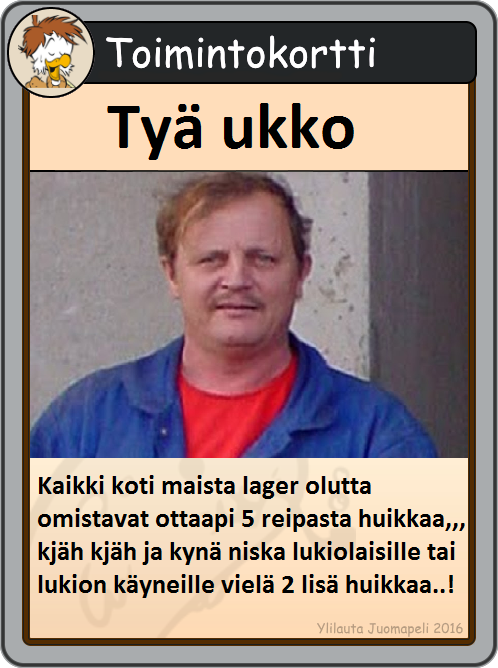 Toimintokortti
Tyä ukko
Kaikki koti maista lager olutta
omistavat ottaapi 5 reipasta huikkaa,,,
kjäh kjäh ja kynä niska lukiolaisille tai
lukion käyneille vielä 2 lisä huikkaa..!
Ylilauta Juomapeli 2016